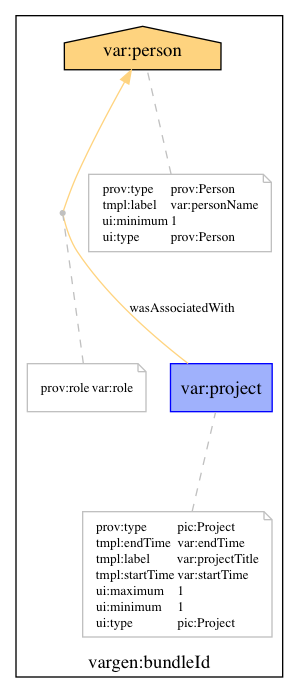 var:person
prov:type prov:Person
tmpl:label var:personName
ui:minimum 1
ui:type prov:Person
wasAssociatedWith
prov:role var:role
var:project
prov:type pic:Project
tmpl:endTime var:endTime
tmpl:label var:projectTitle
tmpl:startTime var:startTime
ui:maximum 1
ui:minimum 1
ui:type pic:Project
vargen:bundleId